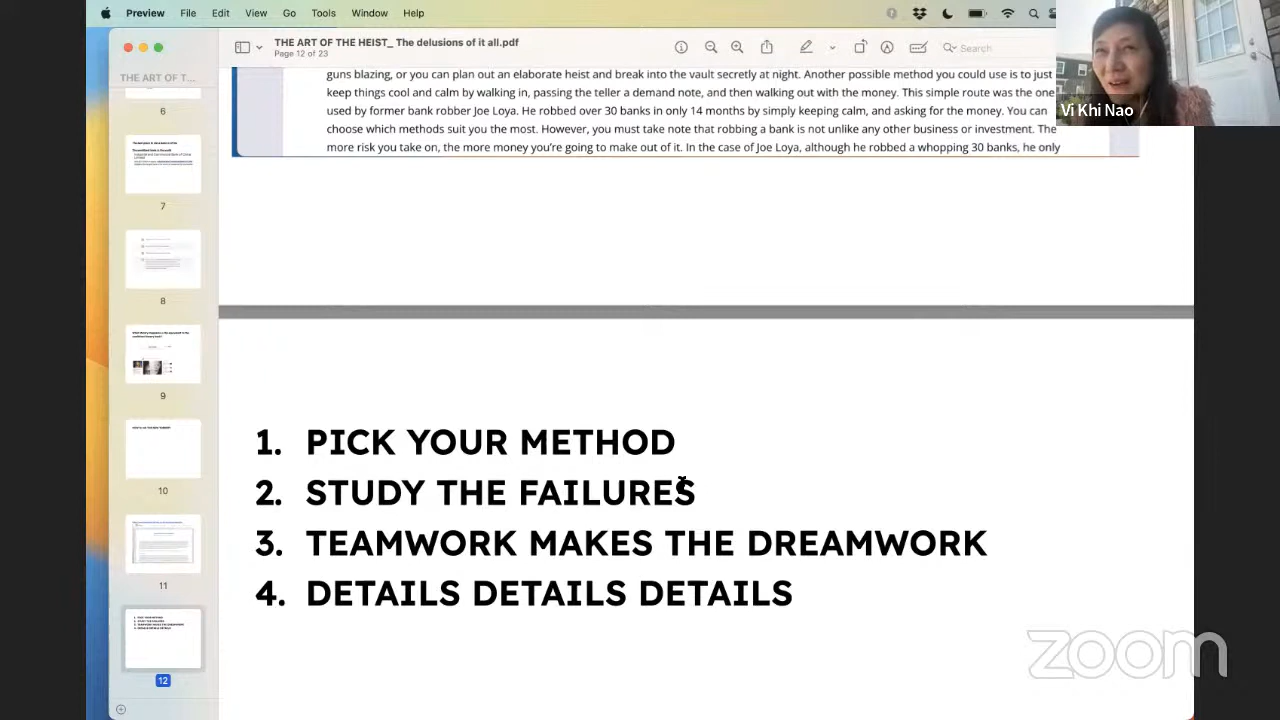 Preview File Edit View Go Tools Window Help
THE ART OF THE HEIST_ The delusions of it all.pdf
Page 12 of 23
Search
THE ART OF T...
Vi Khi Nao
guns blazing, or you can plan out an elaborate heist and break into the vault secretly at night. Another possible method you could use is to just
keep things cool and calm by walking in, passing the teller a demand note, and then walking out with the money. This simple route was the one
used by former bank robber Joe Loya. He robbed over 30 banks in only 14 months by simply keeping calm, and asking for the money. You can
choose which methods suit you the most. However, you must take note that robbing a bank is not unlike any other business or investment. The
more risk you take on, the more money you're going to make out of it. In the case of Joe Loya, although he robbed a whopping 30 banks, he only
6
7
8
9
10
11
12
1. PICK YOUR METHOD
2. STUDY THE FAILURES
3. TEAMWORK MAKES THE DREAMWORK
4. DETAILS DETAILS DETAILS
zoom